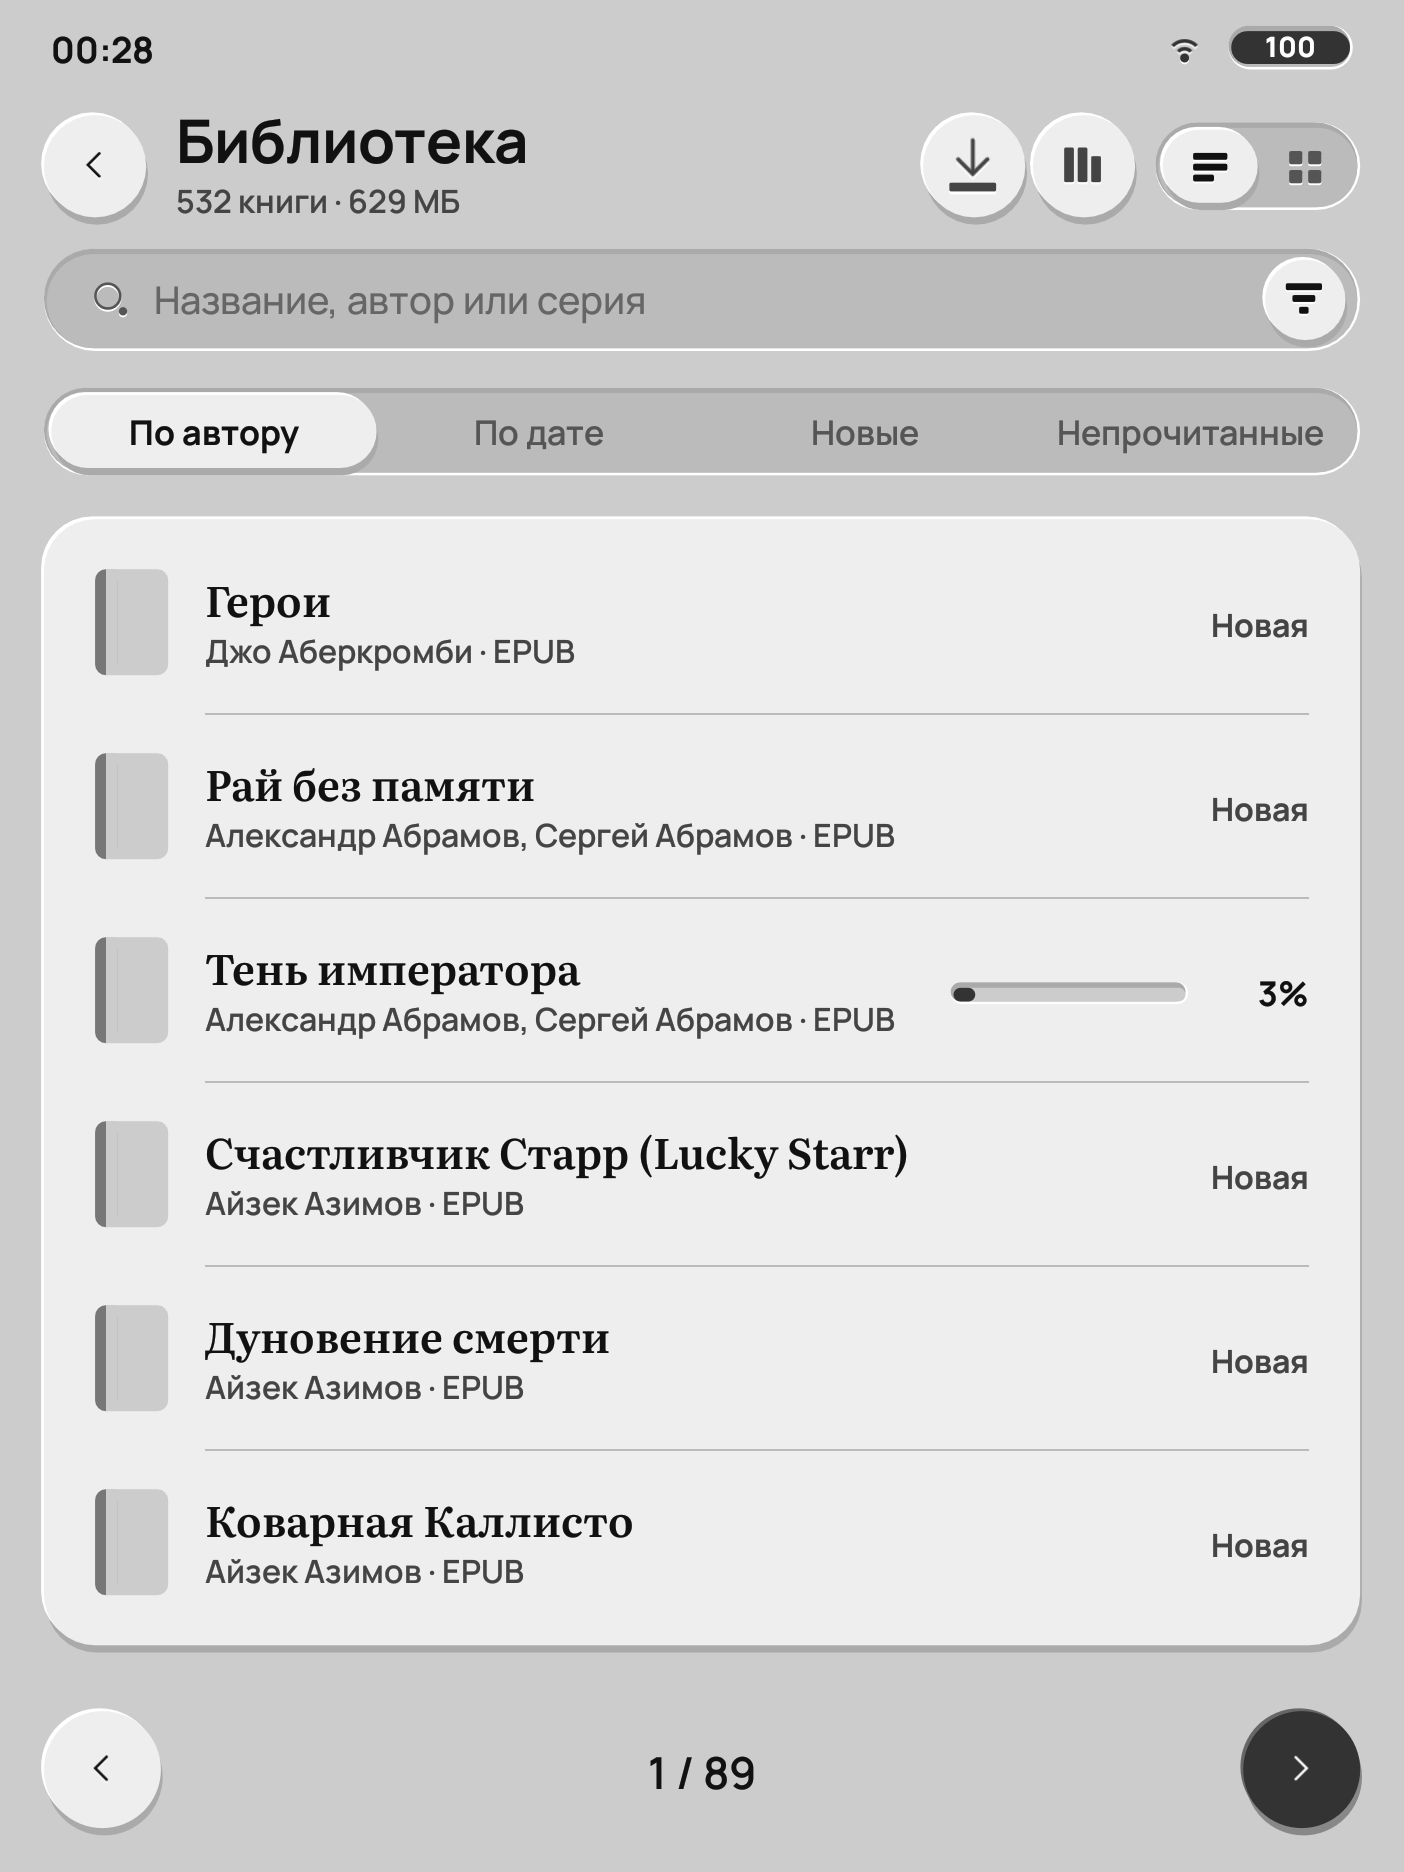 00:28
100
Библиотека
532 книги · 629 МБ
Название, автор или серия
По автору
По дате
Новые
Непрочитанные
Герои
Джо Аберкромби · EPUB
Новая
Рай без памяти
Александр Абрамов, Сергей Абрамов · EPUB
Новая
Тень императора
Александр Абрамов, Сергей Абрамов · EPUB
3%
Счастливчик Старр (Lucky Starr)
Айзек Азимов · EPUB
Новая
Дуновение смерти
Айзек Азимов · EPUB
Новая
Коварная Каллисто
Айзек Азимов · EPUB
Новая
1 / 89